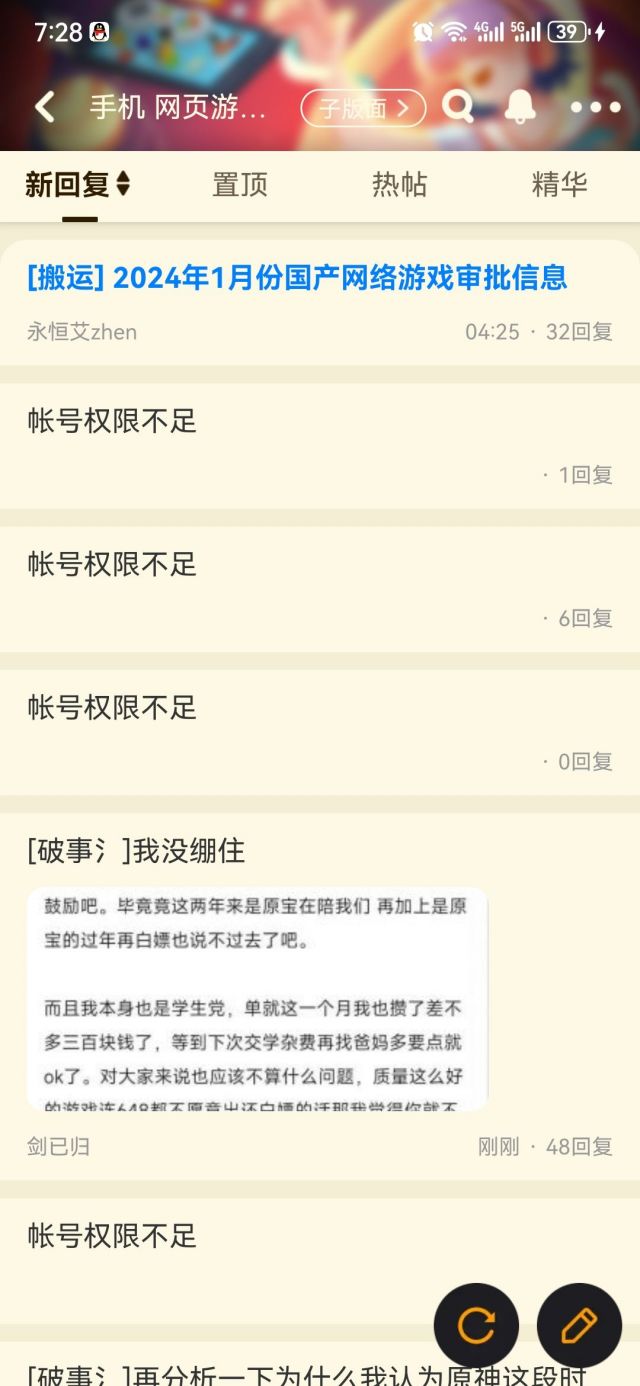 7:28
4G 5G 39
手机 网页游... 子版面
新回复 置顶 热帖 精华
[搬运] 2024年1月份国产网络游戏审批信息
永恒艾zhen 04:25 · 32回复
帐号权限不足
· 1回复
帐号权限不足
· 6回复
帐号权限不足
· 0回复
[破事氵]我没绷住
鼓励吧。毕竟竟这两年来是原宝在陪我们 再加上是原
宝的过年再白嫖也说不过去了吧。
而且我本身也是学生党，单就这一个月我也攒了差不
多三百块钱了，等到下次交学杂费再找爸妈多要点就
ok了。对大家来说也应该不算什么问题，质量这么好
的游戏连648都不愿意出还白嫖的话那我觉得你就不
剑已归 刚刚 · 48回复
帐号权限不足
[破事氵]再分析一下为什么我认为原神这段时